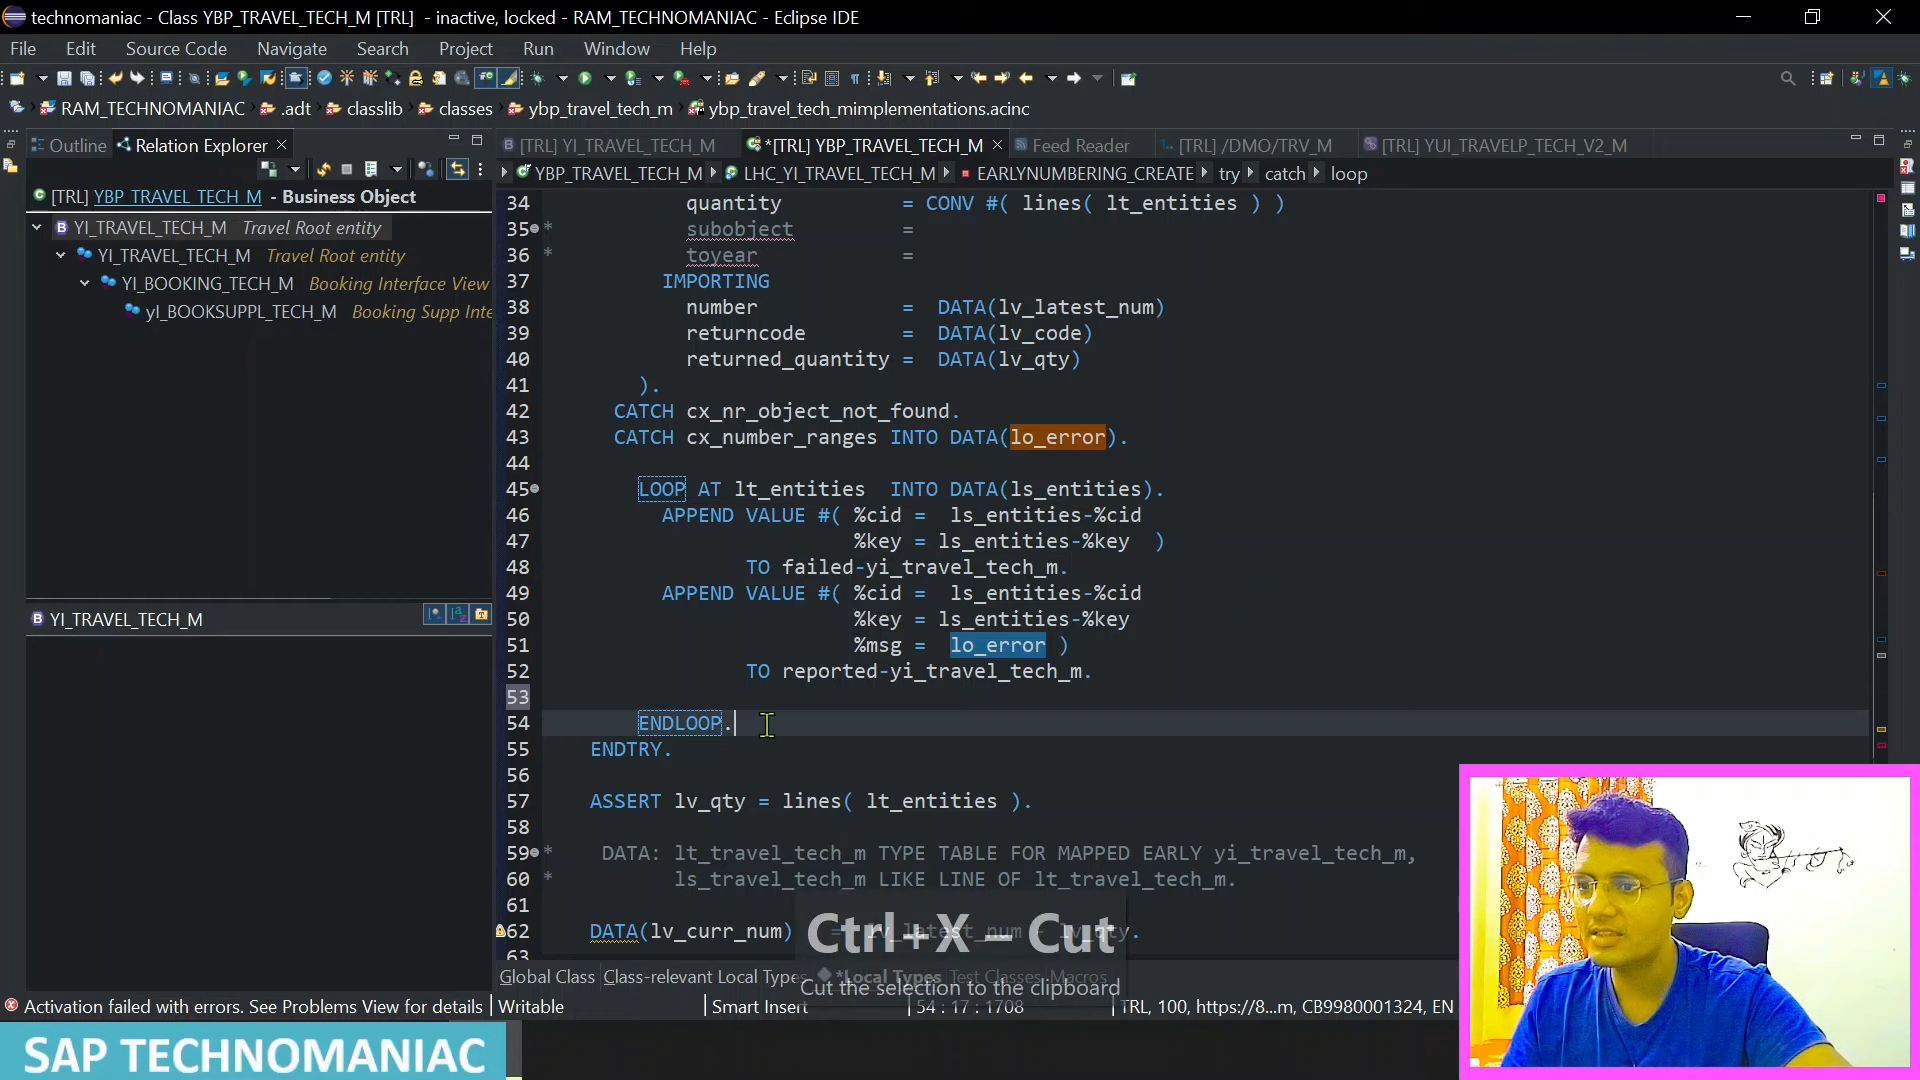 technomaniac - Class YBP_TRAVEL_TECH_M [TRL]  - inactive, locked - RAM_TECHNOMANIAC - Eclipse IDE
File Edit Source Code Navigate Search Project Run Window Help
RAM_TECHNOMANIAC .adt classlib classes ybp_travel_tech_m ybp_travel_tech_mimplementations.acinc
Outline Relation Explorer
[TRL] YI_TRAVEL_TECH_M *[TRL] YBP_TRAVEL_TECH_M Feed Reader [TRL] /DMO/TRV_M [TRL] YUI_TRAVELP_TECH_V2_M
YBP_TRAVEL_TECH_M LHC_YI_TRAVEL_TECH_M EARLYNUMBERING_CREATE try catch loop
[TRL] YBP_TRAVEL_TECH_M - Business Object
YI_TRAVEL_TECH_M Travel Root entity
YI_TRAVEL_TECH_M Travel Root entity
YI_BOOKING_TECH_M Booking Interface View
yI_BOOKSUPPL_TECH_M Booking Supp Inte
YI_TRAVEL_TECH_M
34 quantity = CONV #( lines( lt_entities ) )
35 * subobject =
36 * toyear =
37 IMPORTING
38 number = DATA(lv_latest_num)
39 returncode = DATA(lv_code)
40 returned_quantity = DATA(lv_qty)
41 ).
42 CATCH cx_nr_object_not_found.
43 CATCH cx_number_ranges INTO DATA(lo_error).
44
45 LOOP AT lt_entities INTO DATA(ls_entities).
46 APPEND VALUE #( %cid = ls_entities-%cid
47 %key = ls_entities-%key )
48 TO failed-yi_travel_tech_m.
49 APPEND VALUE #( %cid = ls_entities-%cid
50 %key = ls_entities-%key
51 %msg = lo_error )
52 TO reported-yi_travel_tech_m.
53
54 ENDLOOP.
55 ENDTRY.
56
57 ASSERT lv_qty = lines( lt_entities ).
58
59 * DATA: lt_travel_tech_m TYPE TABLE FOR MAPPED EARLY yi_travel_tech_m,
60 * ls_travel_tech_m LIKE LINE OF lt_travel_tech_m.
61
62 DATA(lv_curr_num) = lv_latest_num - lv_qty.
63
Ctrl+X – Cut
Cut the selection to the clipboard
Global Class Class-relevant Local Types *Local Types Test Classes Macros
Activation failed with errors. See Problems View for details Writable Smart Insert 54 : 17 : 1708 TRL, 100, https://8...m, CB9980001324, EN
SAP TECHNOMANIAC